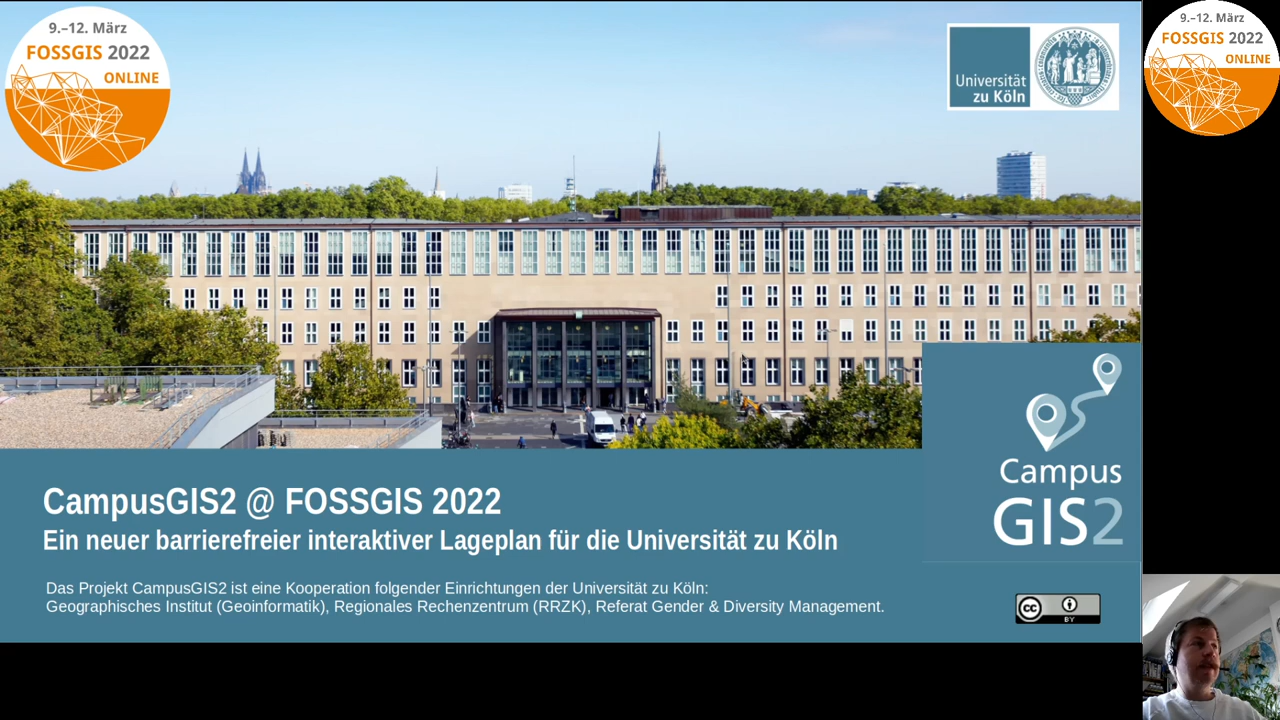 9.–12. März
FOSSGIS 2022
ONLINE
Universität
zu Köln
9.–12. März
FOSSGIS 2022
ONLINE
Campus
GIS2
CampusGIS2 @ FOSSGIS 2022
Ein neuer barrierefreier interaktiver Lageplan für die Universität zu Köln
Das Projekt CampusGIS2 ist eine Kooperation folgender Einrichtungen der Universität zu Köln:
Geographisches Institut (Geoinformatik), Regionales Rechenzentrum (RRZK), Referat Gender & Diversity Management.
cc
BY